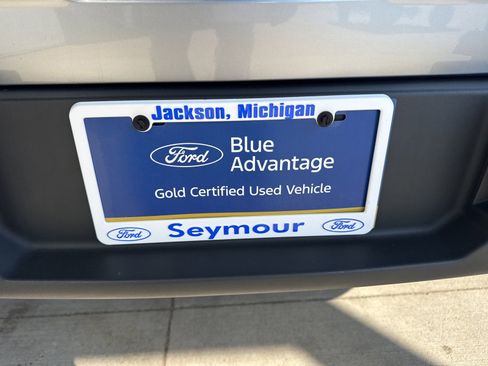 Jackson, Michigan
Ford
Blue
Advantage
Gold Certified Used Vehicle
Ford Seymour Ford